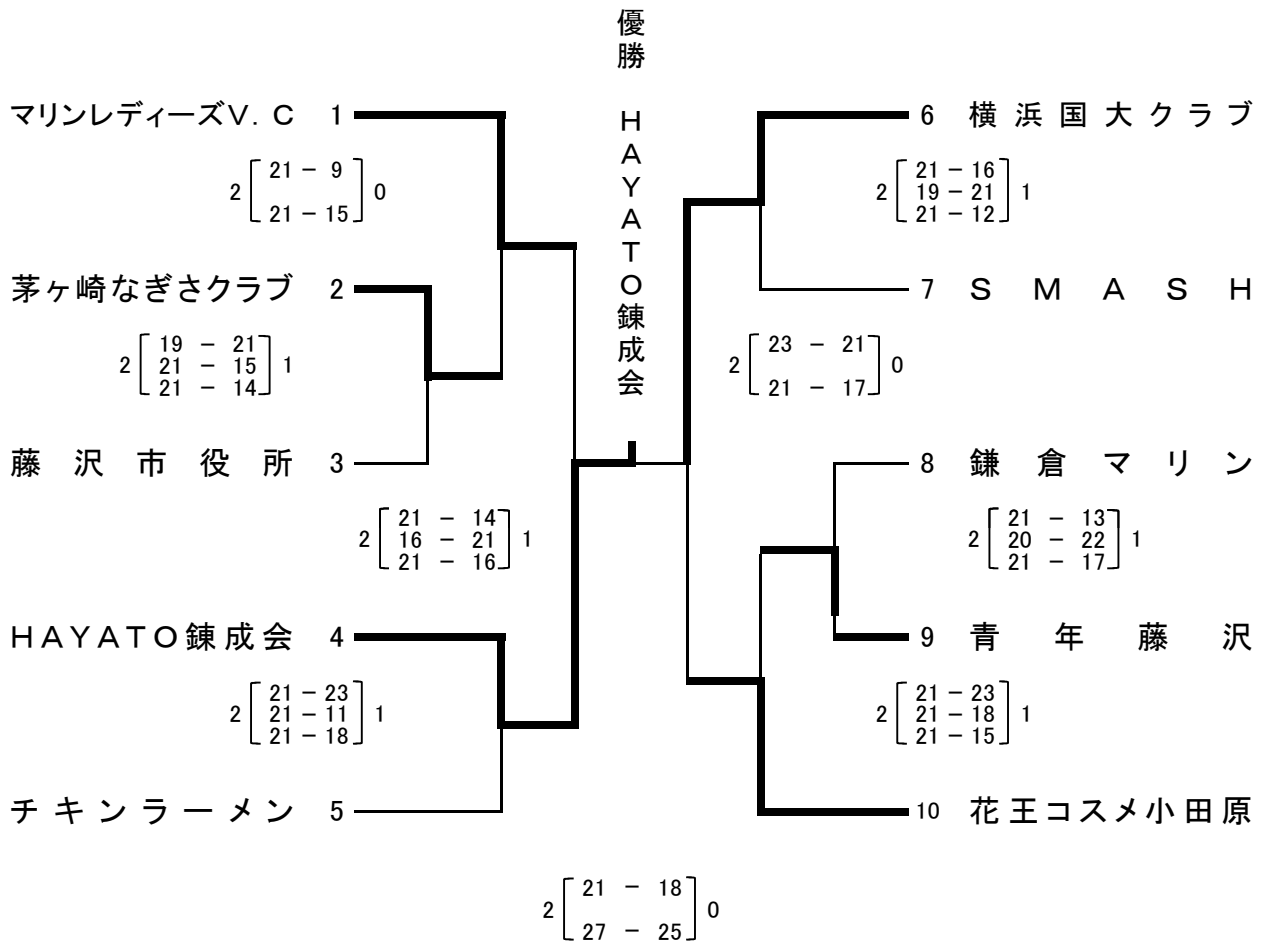 優勝 HAYATO錬成会
マリンレディーズV.C 1
2 21 － 9 0
21 － 15
茅ヶ崎なぎさクラブ 2
19 － 21
2 21 － 15 1
21 － 14
藤沢市役所 3
21 － 14
2 16 － 21 1
21 － 16
HAYATO錬成会 4
21 － 23
2 21 － 11 1
21 － 18
チキンラーメン 5
6 横浜国大クラブ
21 － 16
2 19 － 21 1
21 － 12
7 SMASH
2 23 － 21 0
21 － 17
8 鎌倉マリン
21 － 13
2 20 － 22 1
21 － 17
9 青年藤沢
21 － 23
2 21 － 18 1
21 － 15
10 花王コスメ小田原
2 21 － 18 0
27 － 25